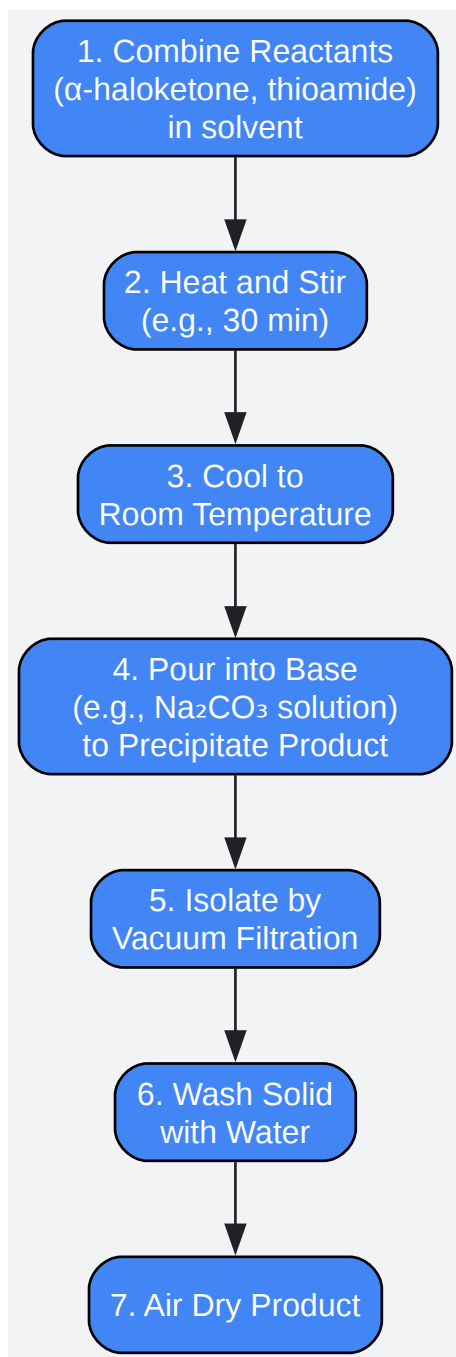 1. Combine Reactants
(α-haloketone, thioamide)
in solvent
2. Heat and Stir
(e.g., 30 min)
3. Cool to
Room Temperature
4. Pour into Base
(e.g., Na₂CO₃ solution)
to Precipitate Product
5. Isolate by
Vacuum Filtration
6. Wash Solid
with Water
7. Air Dry Product